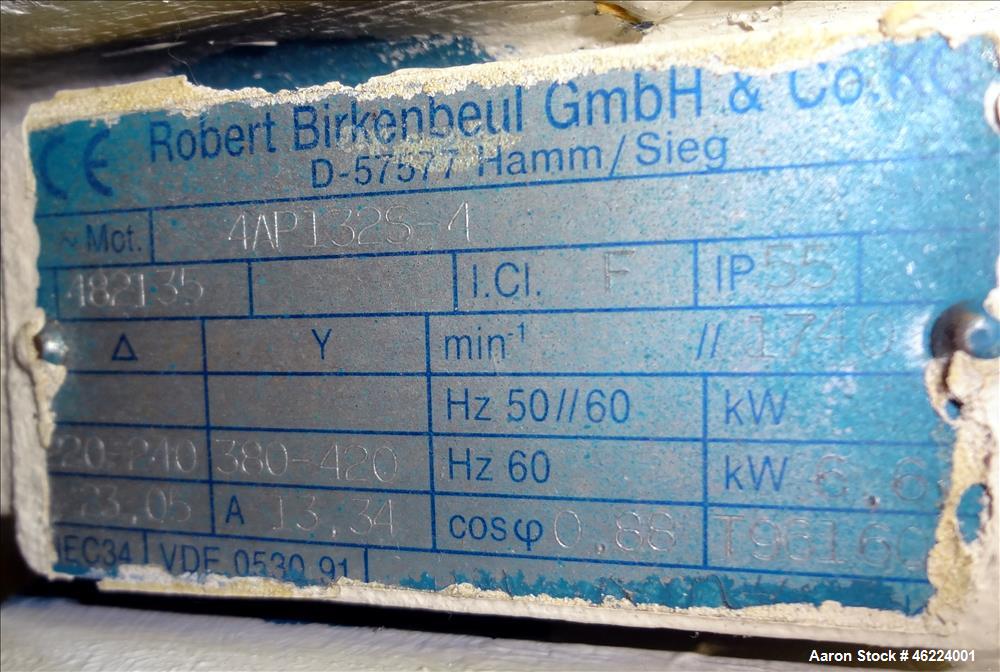 CE Robert Birkenbeul GmbH & Co. KG
D-57577 Hamm/Sieg
~ Mot. 4AP132S-4
482135 I.Cl. F IP 55
Δ Y min⁻¹ // 1740
Hz 50//60 kW
220-240 380-420 Hz 60 kW 6,6
23,05 A 13,34 cosφ 0,88
IEC34 VDE 0530 91
Aaron Stock # 46224001